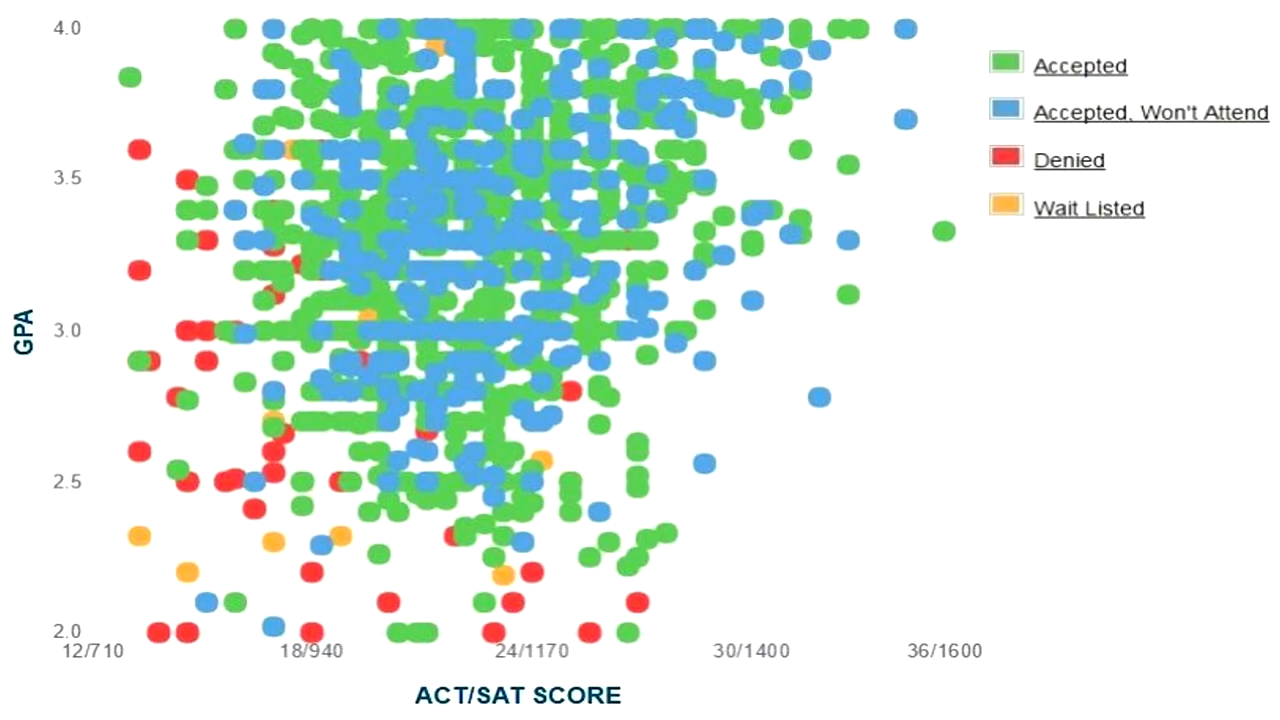 4.0
3.5
3.0
2.5
2.0
GPA
12/710 18/940 24/1170 30/1400 36/1600
ACT/SAT SCORE
Accepted
Accepted, Won't Attend
Denied
Wait Listed